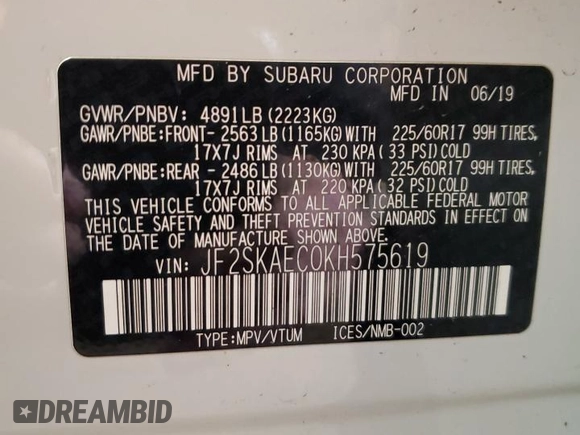 MFD BY SUBARU CORPORATION
MFD IN 06/19
GVWR/PNBV: 4891LB (2223KG)
GAWR/PNBE:FRONT- 2563 LB (1165KG) WITH 225/60R17 99H TIRES,
17X7J RIMS AT 230 KPA (33 PSI) COLD
GAWR/PNBE:REAR - 2486 LB (1130KG) WITH 225/60R17 99H TIRES,
17X7J RIMS AT 220 KPA (32 PSI) COLD
THIS VEHICLE CONFORMS TO ALL APPLICABLE FEDERAL MOTOR
VEHICLE SAFETY AND THEFT PREVENTION STANDARDS IN EFFECT ON
THE DATE OF MANUFACTURE SHOWN ABOVE.
VIN: JF2SKAEC0KH575619
TYPE:MPV/VTUM ICES/NMB-002
DREAMBID